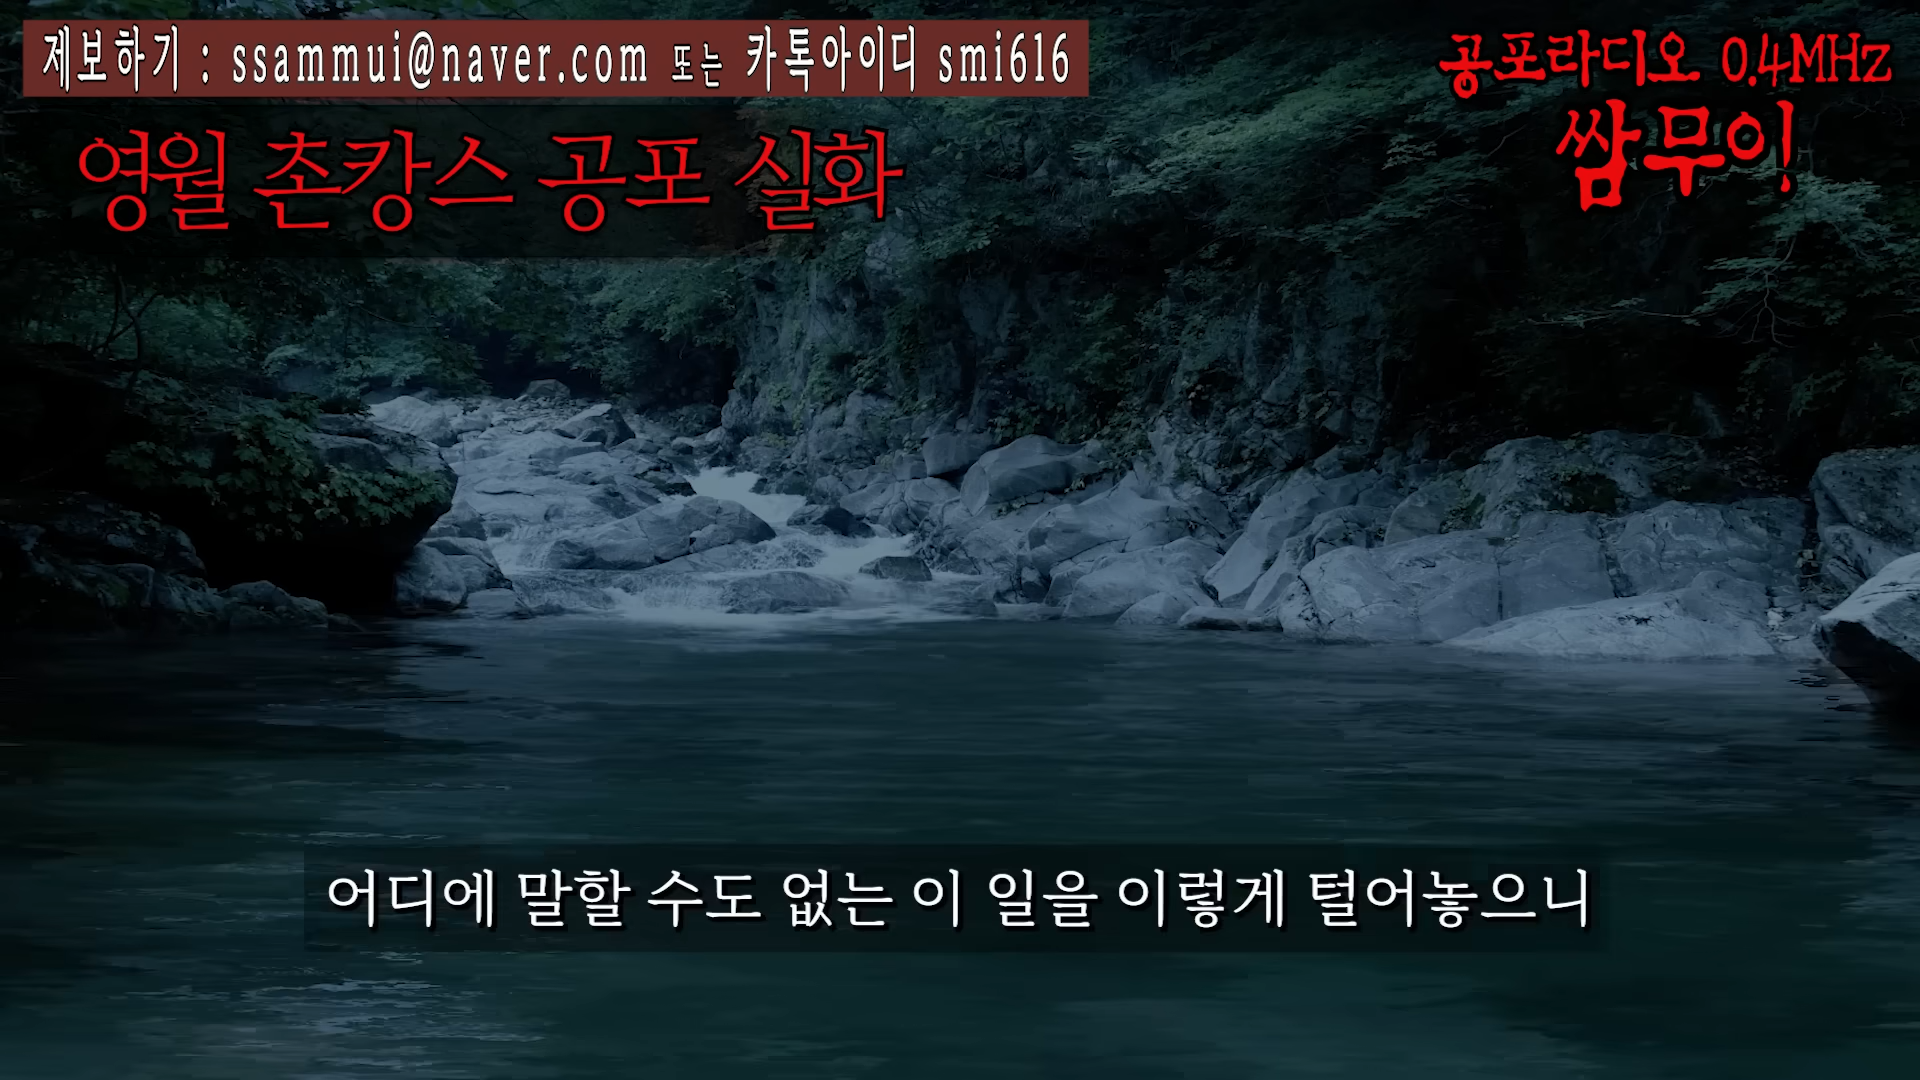 제보하기 : ssammui@naver.com 또는 카톡아이디 smi616
공포라디오 0.4MHz
쌈무이
영월 촌캉스 공포 실화
어디에 말할 수도 없는 이 일을 이렇게 털어놓으니